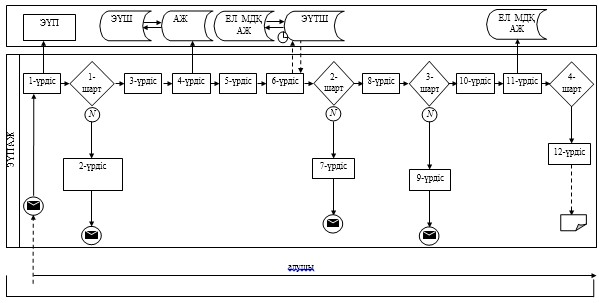 ЭҮП
ЭҮШ
АЖ
ЕЛ МДҚ
АЖ
ЭҮТШ
ЕЛ МДҚ
АЖ
ЭҮП АЖ
1-үрдіс
1-
шарт
3-үрдіс
4-үрдіс
5-үрдіс
6-үрдіс
2-
шарт
8-үрдіс
3-
шарт
10-үрдіс
11-үрдіс
4-
шарт
N
N
N
2-үрдіс
7-үрдіс
9-үрдіс
12-үрдіс
алушы